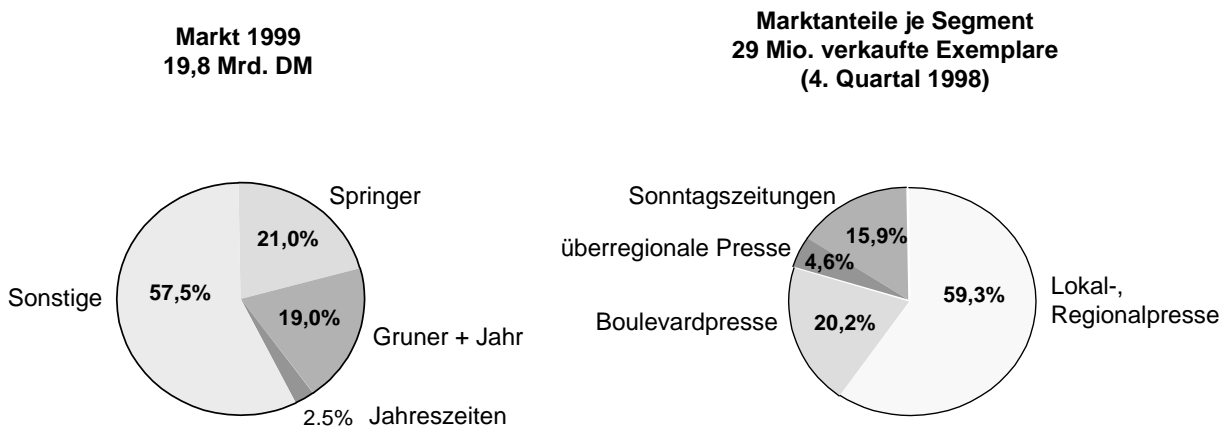 Markt 1999
19,8 Mrd. DM
Springer
21,0%
Sonstige
57,5%
19,0%
Gruner + Jahr
2.5%
Jahreszeiten
Marktanteile je Segment
29 Mio. verkaufte Exemplare
(4. Quartal 1998)
Sonntagszeitungen
15,9%
überregionale Presse
4,6%
59,3%
Lokal-,
Regionalpresse
Boulevardpresse
20,2%